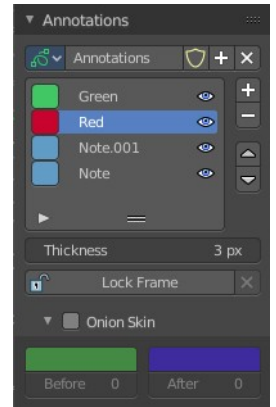 Annotations
Annotations
Green
Red
Note.001
Note
Thickness 3 px
Lock Frame
Onion Skin
Before 0 After 0